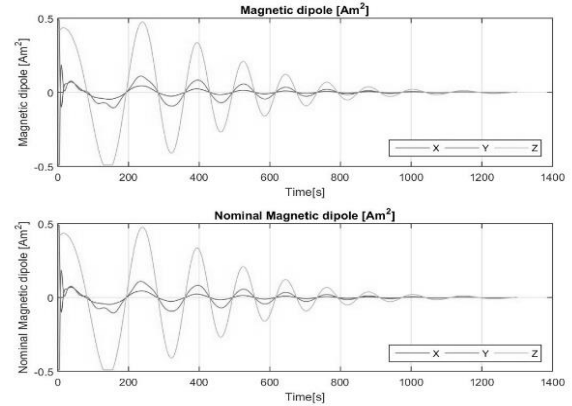 Magnetic dipole [Am²]
Magnetic dipole [Am²]
0.5
0
-0.5
0 200 400 600 800 1000 1200 1400
Time[s]
X Y Z
Nominal Magnetic dipole [Am²]
Nominal Magnetic dipole [Am²]
0.5
0
-0.5
0 200 400 600 800 1000 1200 1400
Time[s]
X Y Z